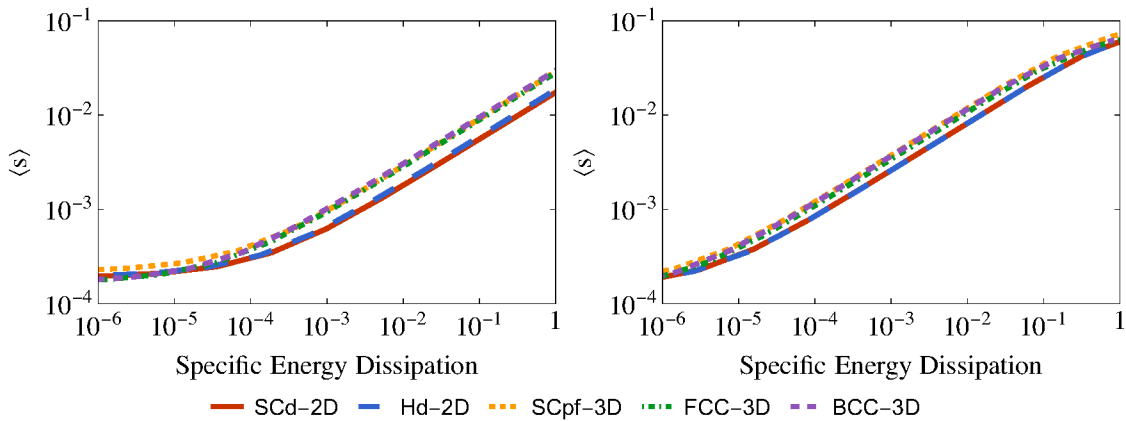 10⁻¹ 10⁻¹
10⁻² 10⁻²
⟨s⟩ ⟨s⟩
10⁻³ 10⁻³
10⁻⁴ 10⁻⁴
10⁻⁶ 10⁻⁵ 10⁻⁴ 10⁻³ 10⁻² 10⁻¹ 1 10⁻⁶ 10⁻⁵ 10⁻⁴ 10⁻³ 10⁻² 10⁻¹ 1
Specific Energy Dissipation Specific Energy Dissipation
SCd−2D Hd−2D SCpf−3D FCC−3D BCC−3D